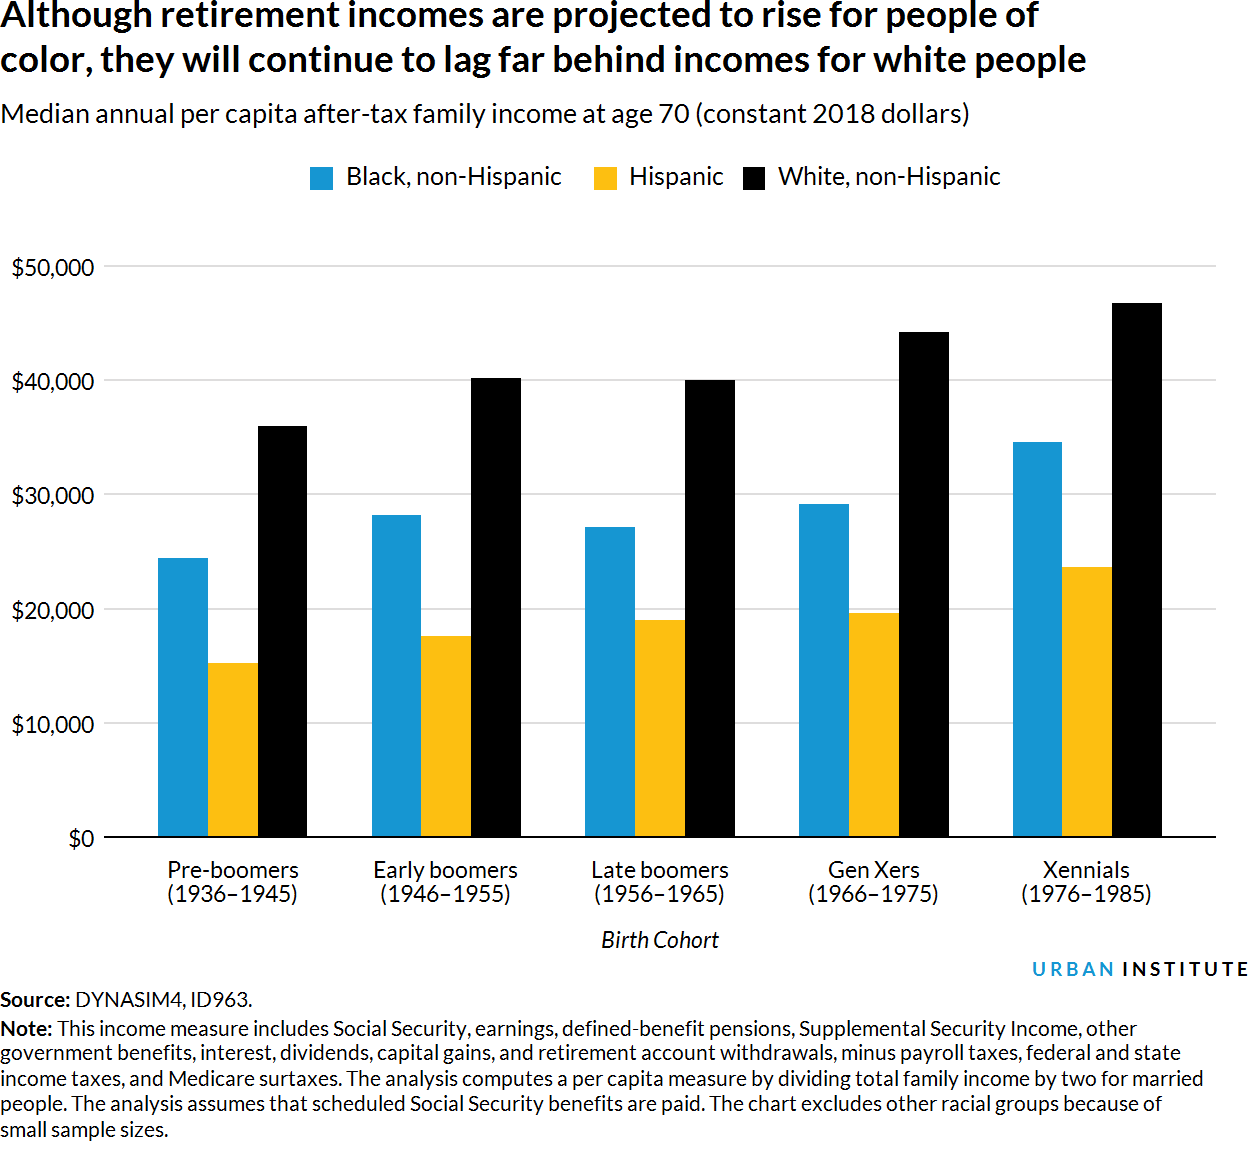 Although retirement incomes are projected to rise for people of
color, they will continue to lag far behind incomes for white people
Median annual per capita after-tax family income at age 70 (constant 2018 dollars)
Black, non-Hispanic Hispanic White, non-Hispanic
$50,000
$40,000
$30,000
$20,000
$10,000
$0
Pre-boomers Early boomers Late boomers Gen Xers Xennials
(1936–1945) (1946–1955) (1956–1965) (1966–1975) (1976–1985)
Birth Cohort
URBAN INSTITUTE
Source: DYNASIM4, ID963.
Note: This income measure includes Social Security, earnings, defined-benefit pensions, Supplemental Security Income, other
government benefits, interest, dividends, capital gains, and retirement account withdrawals, minus payroll taxes, federal and state
income taxes, and Medicare surtaxes. The analysis computes a per capita measure by dividing total family income by two for married
people. The analysis assumes that scheduled Social Security benefits are paid. The chart excludes other racial groups because of
small sample sizes.